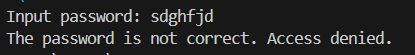 Input password: sdghfjd
The password is not correct. Access denied.